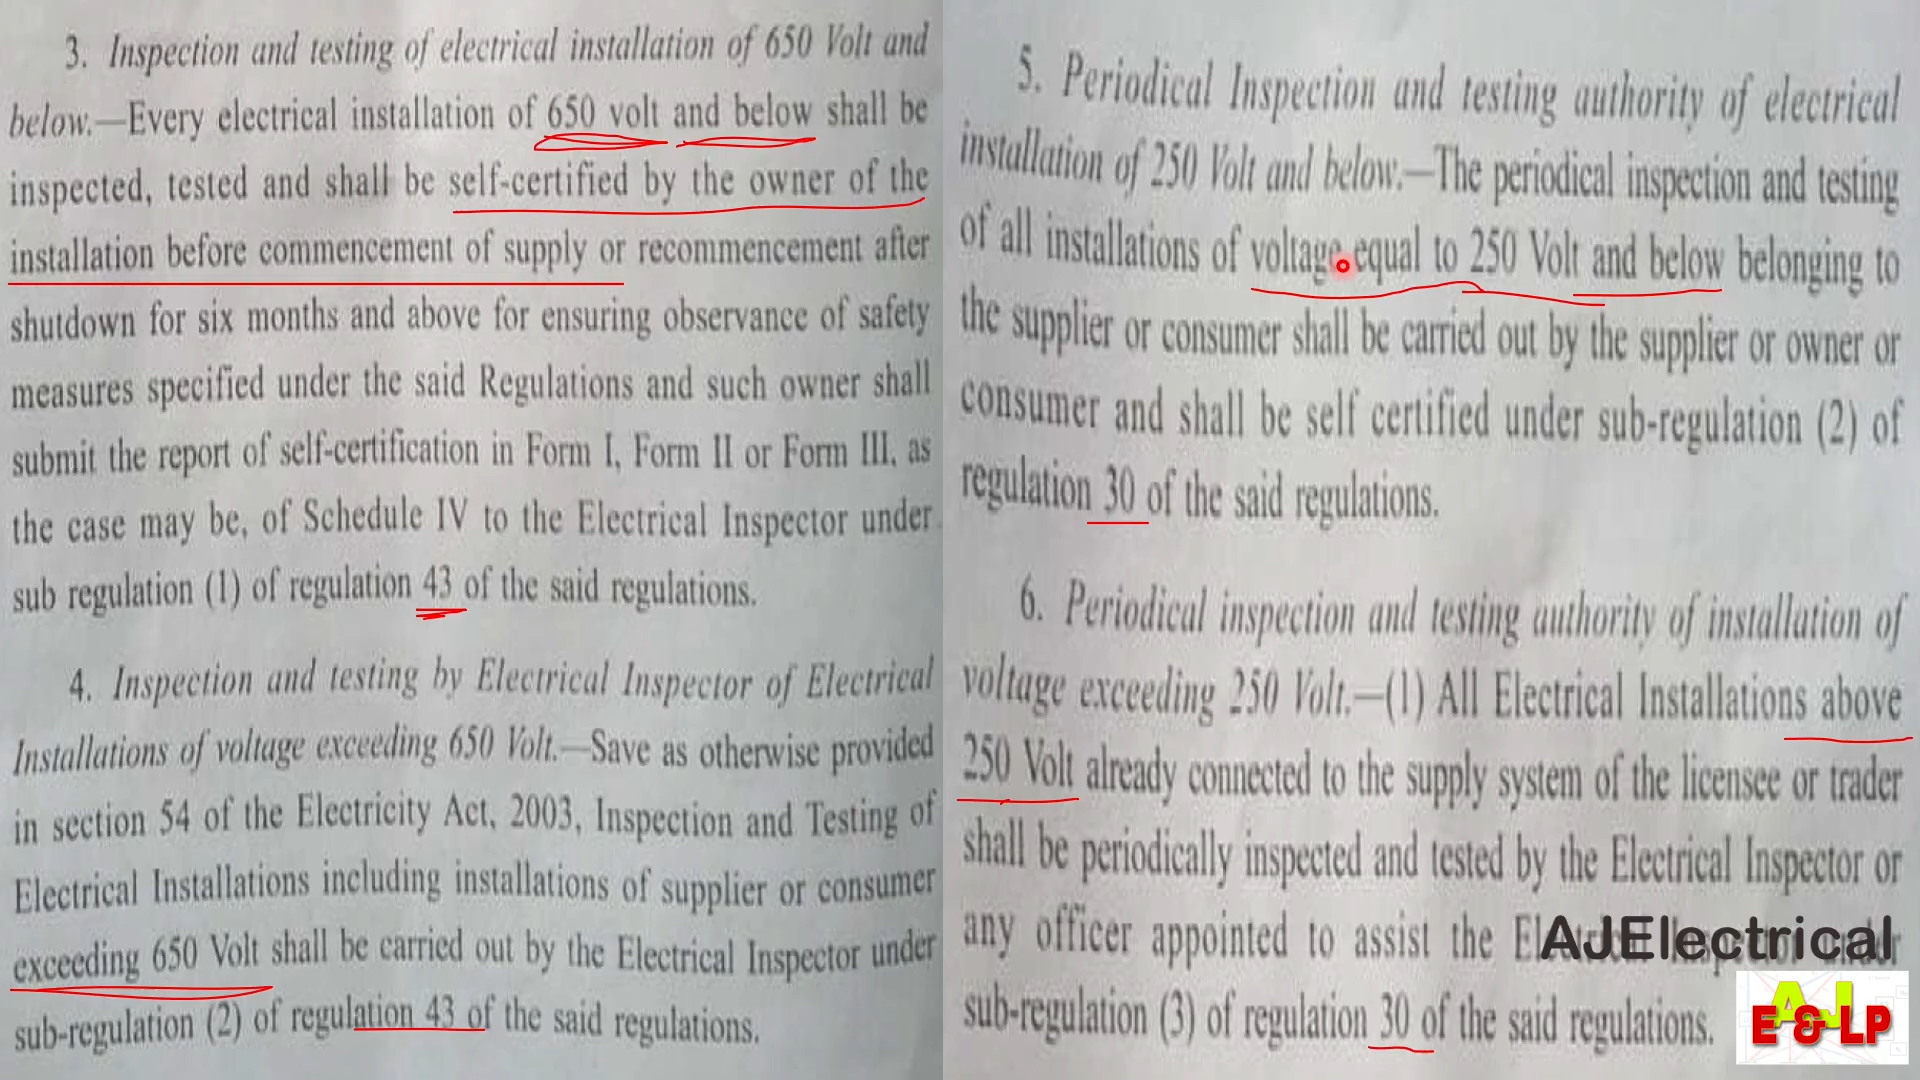 3. Inspection and testing of electrical installation of 650 Volt and
below.—Every electrical installation of 650 volt and below shall be
inspected, tested and shall be self-certified by the owner of the
installation before commencement of supply or recommencement after
shutdown for six months and above for ensuring observance of safety
measures specified under the said Regulations and such owner shall
submit the report of self-certification in Form I, Form II or Form III, as
the case may be, of Schedule IV to the Electrical Inspector under
sub regulation (1) of regulation 43 of the said regulations.
4. Inspection and testing by Electrical Inspector of Electrical
Installations of voltage exceeding 650 Volt.—Save as otherwise provided
in section 54 of the Electricity Act, 2003, Inspection and Testing of
Electrical Installations including installations of supplier or consumer
exceeding 650 Volt shall be carried out by the Electrical Inspector under
sub-regulation (2) of regulation 43 of the said regulations.
5. Periodical Inspection and testing authority of electrical
installation of 250 Volt and below.—The periodical inspection and testing
of all installations of voltage equal to 250 Volt and below belonging to
the supplier or consumer shall be carried out by the supplier or owner or
consumer and shall be self certified under sub-regulation (2) of
regulation 30 of the said regulations.
6. Periodical inspection and testing authority of installation of
voltage exceeding 250 Volt.—(1) All Electrical Installations above
250 Volt already connected to the supply system of the licensee or trader
shall be periodically inspected and tested by the Electrical Inspector or
any officer appointed to assist the
sub-regulation (3) of regulation 30 of the said regulations.
AJElectrical
AJ
E & LP